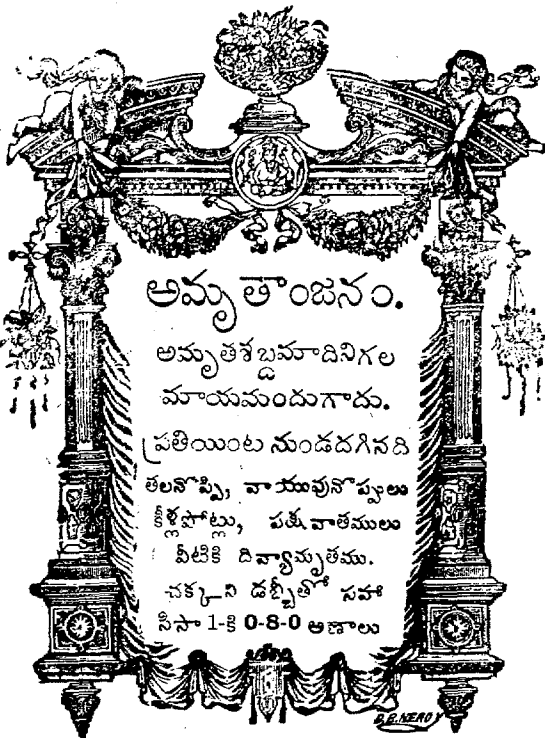 అమృతాంజనం.
అమృతశబ్దమాదినిగల
మాయమందుగాదు.
ప్రతియింట నుండదగినది
తలనొప్పి, వాయువునొప్పులు
కీళ్లపోట్లు, పక్షవాతములు
వీటికి దివ్యామృతము.
చక్కని డబ్బీతో సహా
సీసా 1-కి 0-8-0 అణాలు